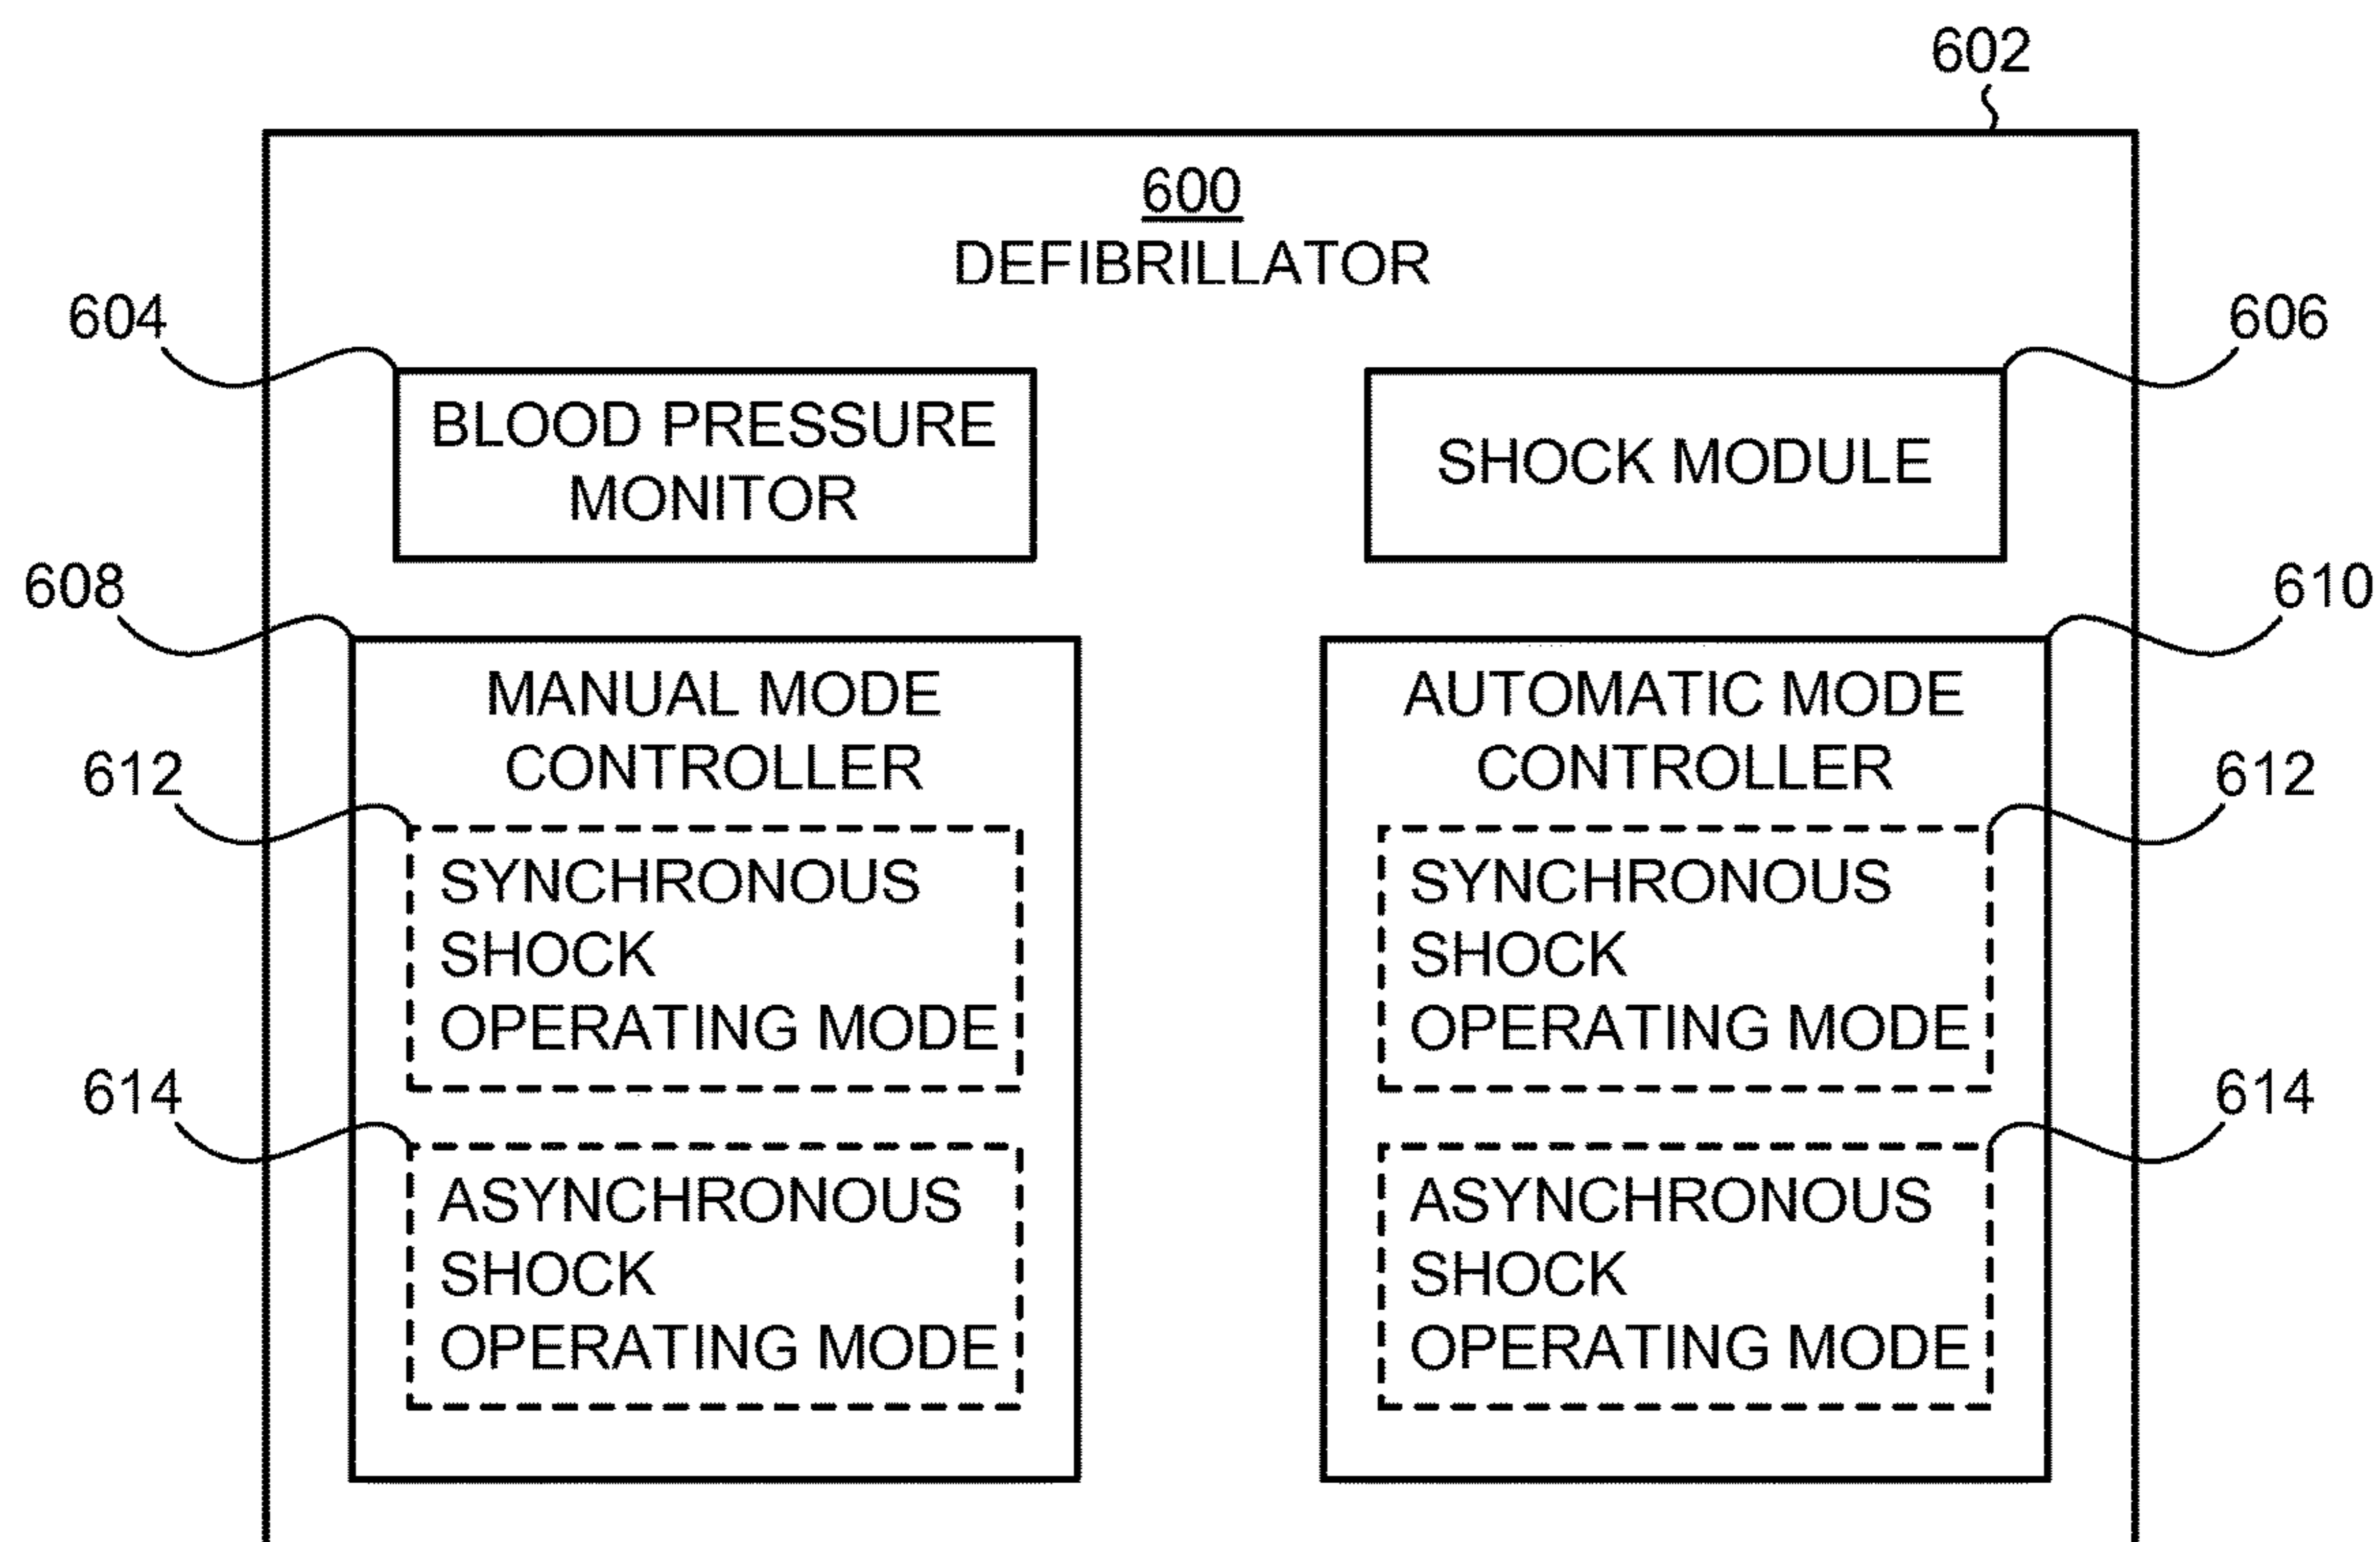 602
600
DEFIBRILLATOR
604
606
BLOOD PRESSURE
MONITOR
SHOCK MODULE
608
610
MANUAL MODE
CONTROLLER
AUTOMATIC MODE
CONTROLLER
612
612
SYNCHRONOUS
SHOCK
OPERATING MODE
SYNCHRONOUS
SHOCK
OPERATING MODE
614
614
ASYNCHRONOUS
SHOCK
OPERATING MODE
ASYNCHRONOUS
SHOCK
OPERATING MODE